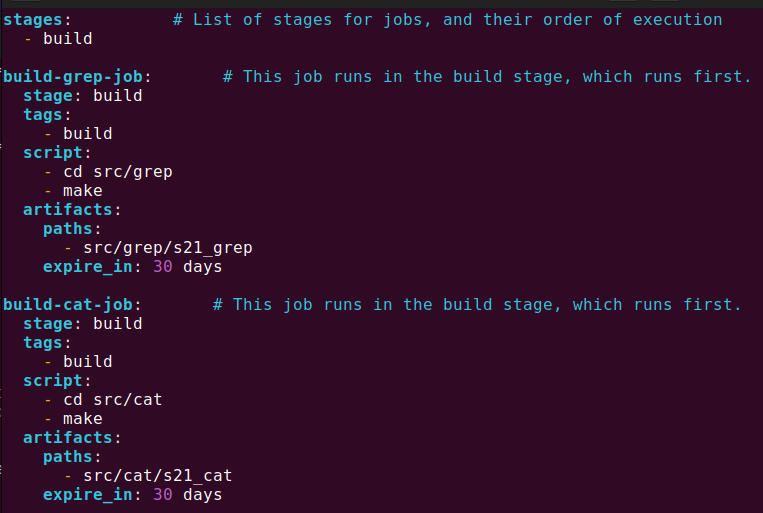 stages:          # List of stages for jobs, and their order of execution
  - build

build-grep-job:       # This job runs in the build stage, which runs first.
  stage: build
  tags:
    - build
  script:
    - cd src/grep
    - make
  artifacts:
    paths:
      - src/grep/s21_grep
    expire_in: 30 days

build-cat-job:       # This job runs in the build stage, which runs first.
  stage: build
  tags:
    - build
  script:
    - cd src/cat
    - make
  artifacts:
    paths:
      - src/cat/s21_cat
    expire_in: 30 days